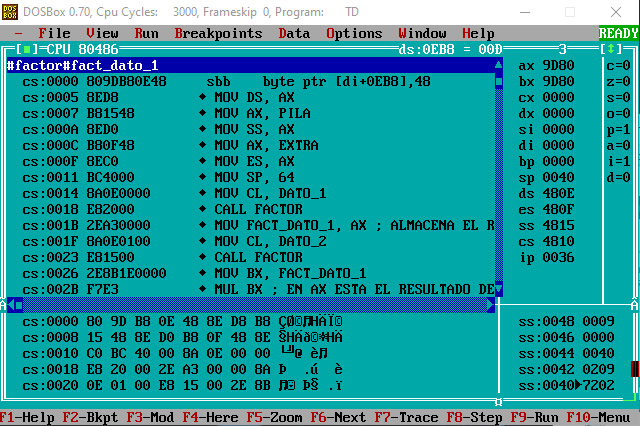 DOSBox 0.70, Cpu Cycles: 3000, Frameskip 0, Program: TD
≡ File View Run Breakpoints Data Options Window Help READY
[■]=CPU 80486 ds:0EB8 = 00D 3 [↕]
#factor#fact_dato_1
cs:0000 809DB80E48 sbb byte ptr [di+0EB8],48
cs:0005 8ED8 ♦ MOV DS, AX
cs:0007 B81548 ♦ MOV AX, PILA
cs:000A 8ED0 ♦ MOV SS, AX
cs:000C B80F48 ♦ MOV AX, EXTRA
cs:000F 8EC0 ♦ MOV ES, AX
cs:0011 BC4000 ♦ MOV SP, 64
cs:0014 8A0E0000 ♦ MOV CL, DATO_1
cs:0018 E82000 ♦ CALL FACTOR
cs:001B 2EA30000 ♦ MOV FACT_DATO_1, AX ; ALMACENA EL R
cs:001F 8A0E0100 ♦ MOV CL, DATO_2
cs:0023 E81500 ♦ CALL FACTOR
cs:0026 2E8B1E0000 ♦ MOV BX, FACT_DATO_1
cs:002B F7E3 ♦ MUL BX ; EN AX ESTA EL RESULTADO DE
ax 9D80 c=0
bx 9D80 z=0
cx 0000 s=0
dx 0000 o=0
si 0000 p=1
di 0000 a=0
bp 0000 i=1
sp 0040 d=0
ds 480E
es 480F
ss 4815
cs 4810
ip 0036
cs:0000 80 9D B8 0E 48 8E D8 B8
cs:0008 15 48 8E D0 B8 0F 48 8E
cs:0010 C0 BC 40 00 8A 0E 00 00
cs:0018 E8 20 00 2E A3 00 00 8A
cs:0020 0E 01 00 E8 15 00 2E 8B
ss:0048 0009
ss:0046 0000
ss:0044 0040
ss:0042 0209
ss:0040►7202
F1-Help F2-Bkpt F3-Mod F4-Here F5-Zoom F6-Next F7-Trace F8-Step F9-Run F10-Menu